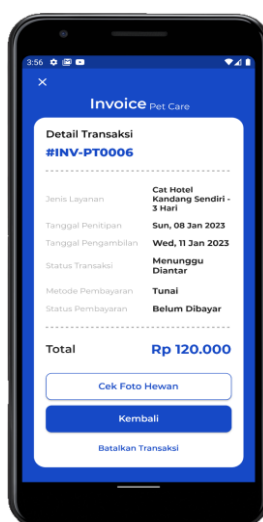 3:56
Invoice Pet Care
Detail Transaksi
#INV-PT0006
Jenis Layanan
Cat Hotel
Kandang Sendiri -
3 Hari
Tanggal Penitipan Sun, 08 Jan 2023
Tanggal Pengambilan Wed, 11 Jan 2023
Status Transaksi
Menunggu
Diantar
Metode Pembayaran Tunai
Status Pembayaran Belum Dibayar
Total Rp 120.000
Cek Foto Hewan
Kembali
Batalkan Transaksi